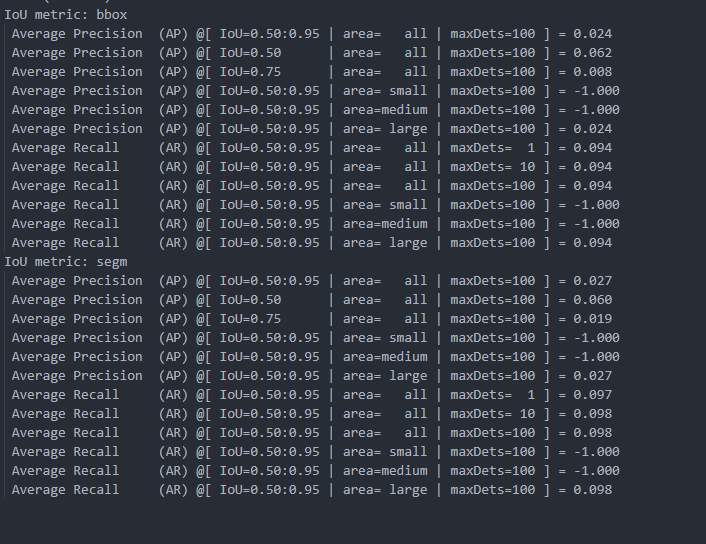 IoU metric: bbox
 Average Precision  (AP) @[ IoU=0.50:0.95 | area=   all | maxDets=100 ] = 0.024
 Average Precision  (AP) @[ IoU=0.50      | area=   all | maxDets=100 ] = 0.062
 Average Precision  (AP) @[ IoU=0.75      | area=   all | maxDets=100 ] = 0.008
 Average Precision  (AP) @[ IoU=0.50:0.95 | area= small | maxDets=100 ] = -1.000
 Average Precision  (AP) @[ IoU=0.50:0.95 | area=medium | maxDets=100 ] = -1.000
 Average Precision  (AP) @[ IoU=0.50:0.95 | area= large | maxDets=100 ] = 0.024
 Average Recall     (AR) @[ IoU=0.50:0.95 | area=   all | maxDets=  1 ] = 0.094
 Average Recall     (AR) @[ IoU=0.50:0.95 | area=   all | maxDets= 10 ] = 0.094
 Average Recall     (AR) @[ IoU=0.50:0.95 | area=   all | maxDets=100 ] = 0.094
 Average Recall     (AR) @[ IoU=0.50:0.95 | area= small | maxDets=100 ] = -1.000
 Average Recall     (AR) @[ IoU=0.50:0.95 | area=medium | maxDets=100 ] = -1.000
 Average Recall     (AR) @[ IoU=0.50:0.95 | area= large | maxDets=100 ] = 0.094
IoU metric: segm
 Average Precision  (AP) @[ IoU=0.50:0.95 | area=   all | maxDets=100 ] = 0.027
 Average Precision  (AP) @[ IoU=0.50      | area=   all | maxDets=100 ] = 0.060
 Average Precision  (AP) @[ IoU=0.75      | area=   all | maxDets=100 ] = 0.019
 Average Precision  (AP) @[ IoU=0.50:0.95 | area= small | maxDets=100 ] = -1.000
 Average Precision  (AP) @[ IoU=0.50:0.95 | area=medium | maxDets=100 ] = -1.000
 Average Precision  (AP) @[ IoU=0.50:0.95 | area= large | maxDets=100 ] = 0.027
 Average Recall     (AR) @[ IoU=0.50:0.95 | area=   all | maxDets=  1 ] = 0.097
 Average Recall     (AR) @[ IoU=0.50:0.95 | area=   all | maxDets= 10 ] = 0.098
 Average Recall     (AR) @[ IoU=0.50:0.95 | area=   all | maxDets=100 ] = 0.098
 Average Recall     (AR) @[ IoU=0.50:0.95 | area= small | maxDets=100 ] = -1.000
 Average Recall     (AR) @[ IoU=0.50:0.95 | area=medium | maxDets=100 ] = -1.000
 Average Recall     (AR) @[ IoU=0.50:0.95 | area= large | maxDets=100 ] = 0.098